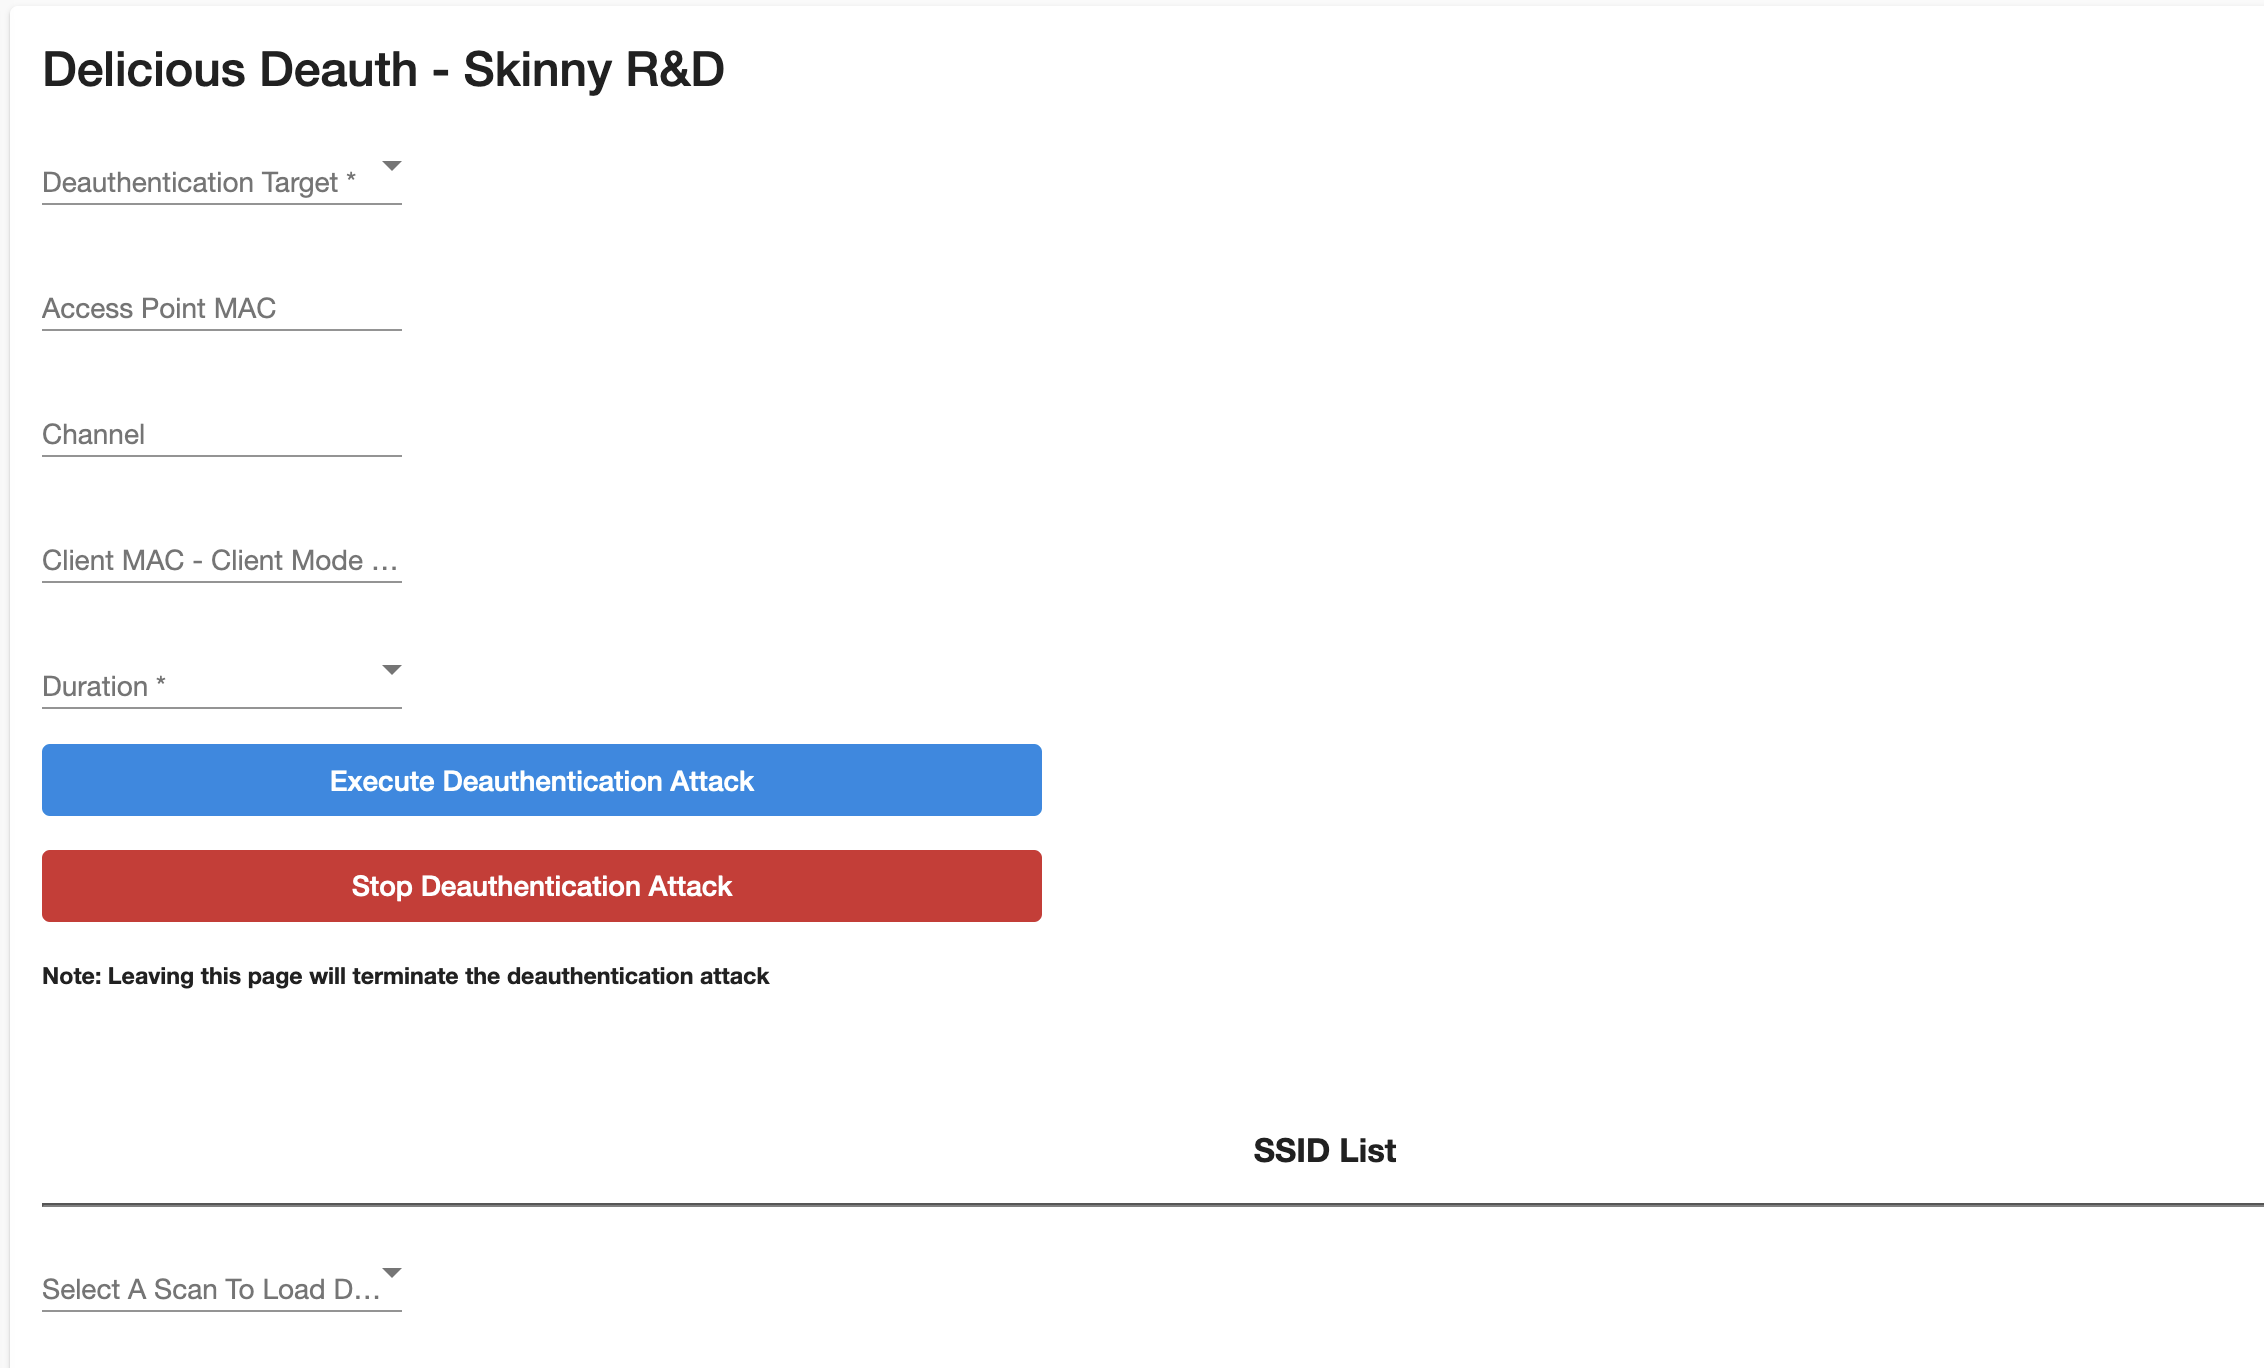 Delicious Deauth - Skinny R&D
Deauthentication Target *
Access Point MAC
Channel
Client MAC - Client Mode ...
Duration *
Execute Deauthentication Attack
Stop Deauthentication Attack
Note: Leaving this page will terminate the deauthentication attack
SSID List
Select A Scan To Load D...